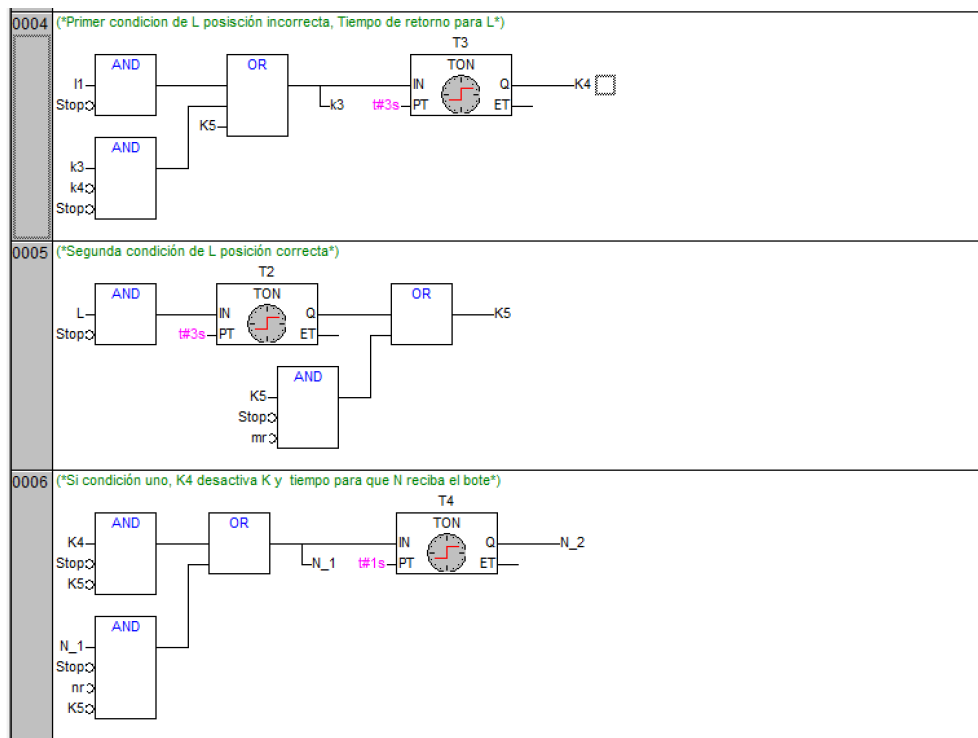 0004 (*Primer condicion de L posisción incorrecta, Tiempo de retorno para L*)
T3
AND OR TON
I1 IN Q K4
Stop k3 t#3s PT ET
K5
AND
k3
k4
Stop
0005 (*Segunda condición de L posición correcta*)
T2
AND TON OR
L IN Q K5
Stop t#3s PT ET
AND
K5
Stop
mr
0006 (*Si condición uno, K4 desactiva K y tiempo para que N reciba el bote*)
T4
AND OR TON
K4 IN Q N_2
Stop N_1 t#1s PT ET
K5
AND
N_1
Stop
nr
K5